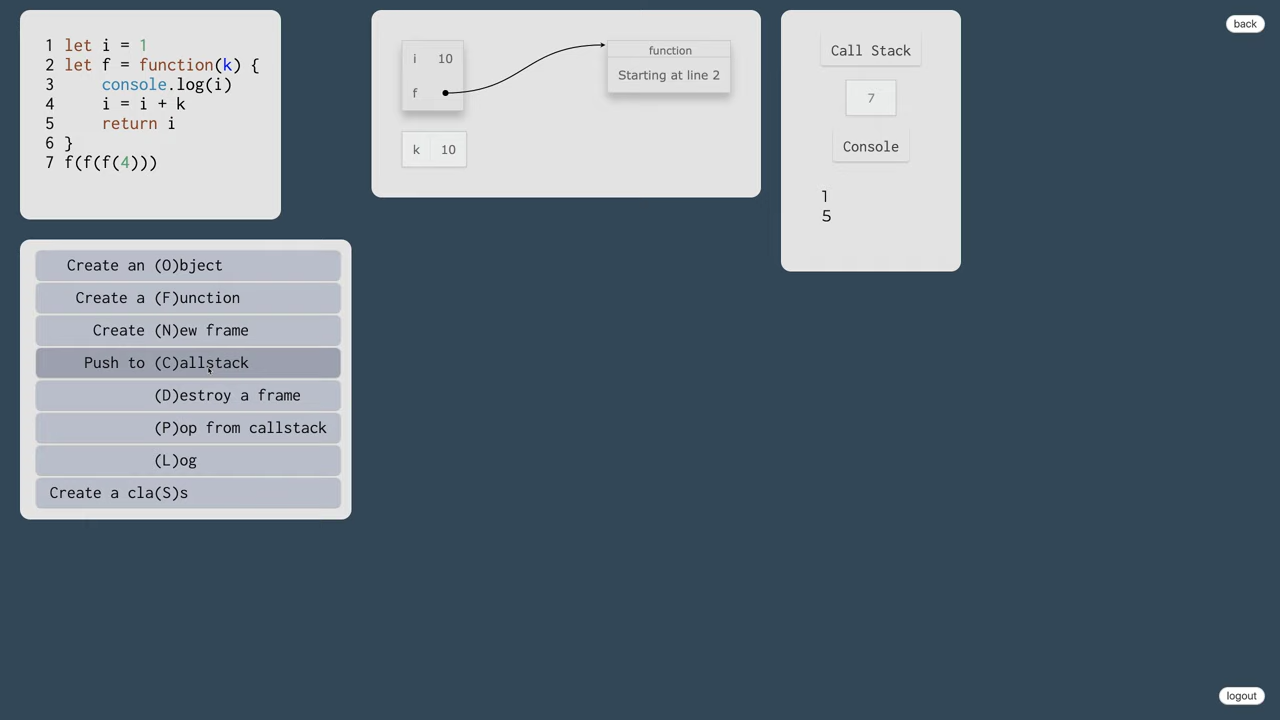 1 let i = 1
2 let f = function(k) {
3     console.log(i)
4     i = i + k
5     return i
6 }
7 f(f(f(4)))
i 10
f
k 10
function
Starting at line 2
Call Stack
7
Console
1
5
back
Create an (O)bject
Create a (F)unction
Create (N)ew frame
Push to (C)allstack
(D)estroy a frame
(P)op from callstack
(L)og
Create a cla(S)s
logout